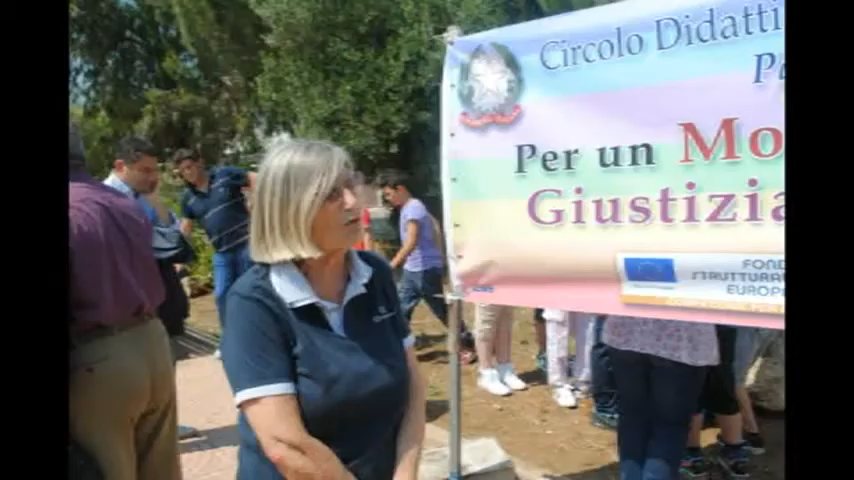 Circolo Didatti
Per un Mo
Giustizia
FOND
STRUTTURA
EUROPE